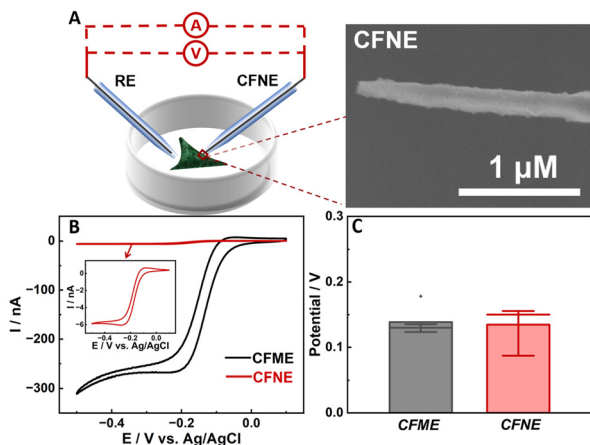 A
A
V
RE
CFNE
CFNE
1 μM
B
I / nA
0
−100
−200
−300
I / nA
0
−2
−4
−6
−0.4
−0.2
0.0
E / V vs. Ag/AgCl
CFME
CFNE
−0.4
−0.2
0.0
E / V vs. Ag/AgCl
C
Potential / V
0.3
0.2
0.1
0.0
CFME
CFNE